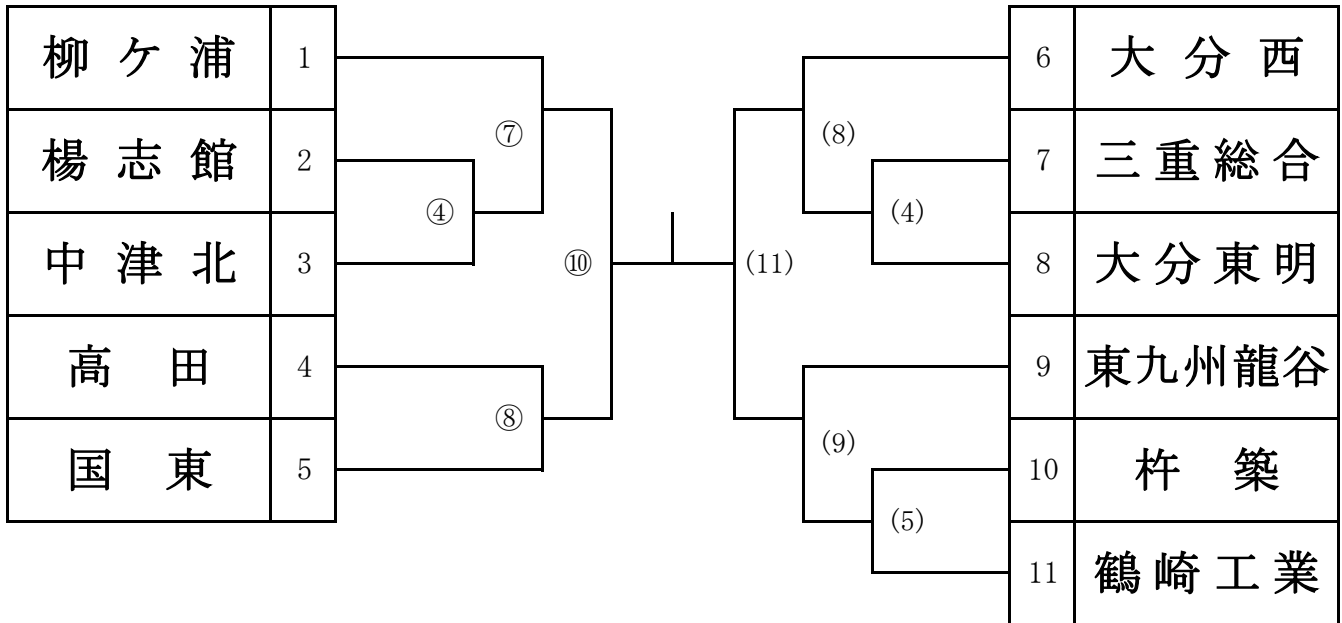 柳ケ浦 1
楊志館 2
中津北 3
高田 4
国東 5
⑦
④
⑩
⑧
(11)
(8)
(4)
(9)
(5)
6 大分西
7 三重総合
8 大分東明
9 東九州龍谷
10 杵築
11 鶴崎工業